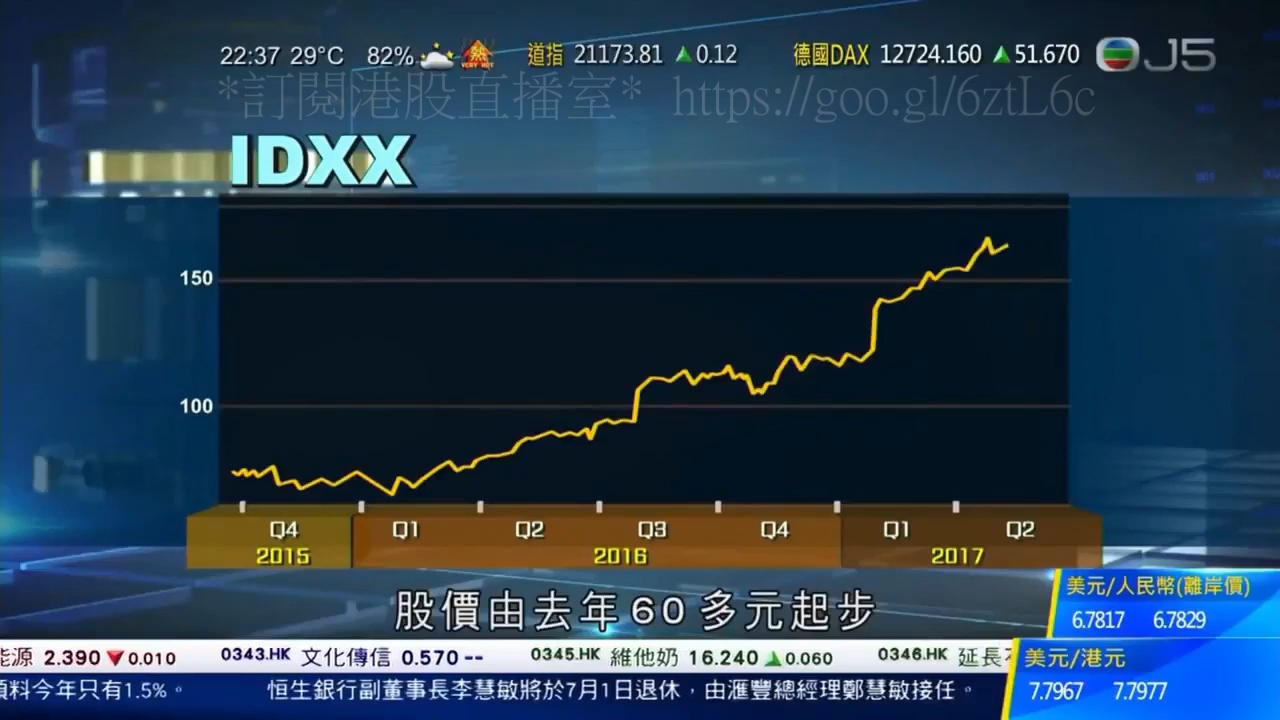 22:37 29°C 82% 熱 VERY HOT 道指 21173.81 ▲0.12 德國DAX 12724.160 ▲51.670 J5
*訂閱港股直播室* https://goo.gl/6ztL6c
IDXX
150
100
Q4 Q1 Q2 Q3 Q4 Q1 Q2
2015 2016 2017
股價由去年60多元起步
美元/人民幣(離岸價)
6.7817 6.7829
能源 2.390 ▼0.010 0343.HK 文化傳信 0.570 -- 0345.HK 維他奶 16.240 ▲0.060 0346.HK 延長
美元/港元
7.7967 7.7977
料今年只有1.5%。 恒生銀行副董事長李慧敏將於7月1日退休，由滙豐總經理鄭慧敏接任。